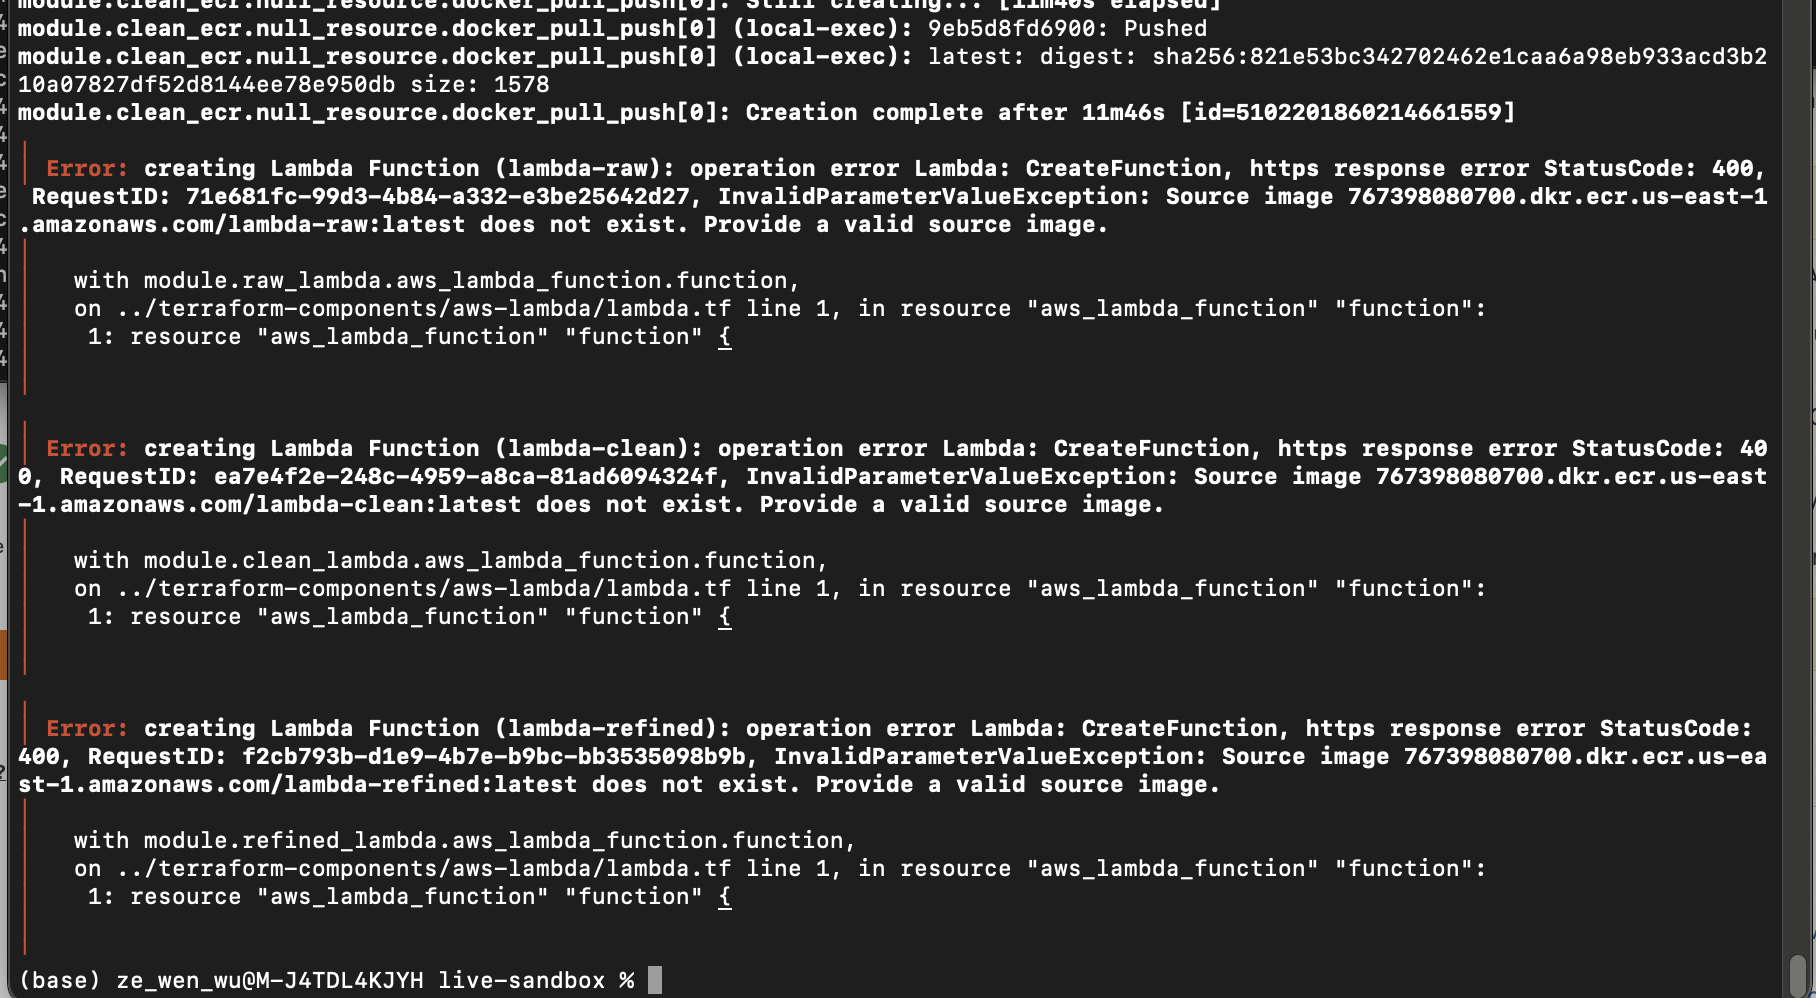 module.clean_ecr.null_resource.docker_pull_push[0]: Still creating... [11m40s elapsed]
module.clean_ecr.null_resource.docker_pull_push[0] (local-exec): 9eb5d8fd6900: Pushed
module.clean_ecr.null_resource.docker_pull_push[0] (local-exec): latest: digest: sha256:821e53bc342702462e1caa6a98eb933acd3b2
10a07827df52d8144ee78e950db size: 1578
module.clean_ecr.null_resource.docker_pull_push[0]: Creation complete after 11m46s [id=5102201860214661559]
Error: creating Lambda Function (lambda-raw): operation error Lambda: CreateFunction, https response error StatusCode: 400,
RequestID: 71e681fc-99d3-4b84-a332-e3be25642d27, InvalidParameterValueException: Source image 767398080700.dkr.ecr.us-east-1
.amazonaws.com/lambda-raw:latest does not exist. Provide a valid source image.
with module.raw_lambda.aws_lambda_function.function,
on ../terraform-components/aws-lambda/lambda.tf line 1, in resource "aws_lambda_function" "function":
1: resource "aws_lambda_function" "function" {
Error: creating Lambda Function (lambda-clean): operation error Lambda: CreateFunction, https response error StatusCode: 40
0, RequestID: ea7e4f2e-248c-4959-a8ca-81ad6094324f, InvalidParameterValueException: Source image 767398080700.dkr.ecr.us-east
-1.amazonaws.com/lambda-clean:latest does not exist. Provide a valid source image.
with module.clean_lambda.aws_lambda_function.function,
on ../terraform-components/aws-lambda/lambda.tf line 1, in resource "aws_lambda_function" "function":
1: resource "aws_lambda_function" "function" {
Error: creating Lambda Function (lambda-refined): operation error Lambda: CreateFunction, https response error StatusCode:
400, RequestID: f2cb793b-d1e9-4b7e-b9bc-bb3535098b9b, InvalidParameterValueException: Source image 767398080700.dkr.ecr.us-ea
st-1.amazonaws.com/lambda-refined:latest does not exist. Provide a valid source image.
with module.refined_lambda.aws_lambda_function.function,
on ../terraform-components/aws-lambda/lambda.tf line 1, in resource "aws_lambda_function" "function":
1: resource "aws_lambda_function" "function" {
(base) ze_wen_wu@M-J4TDL4KJYH live-sandbox %